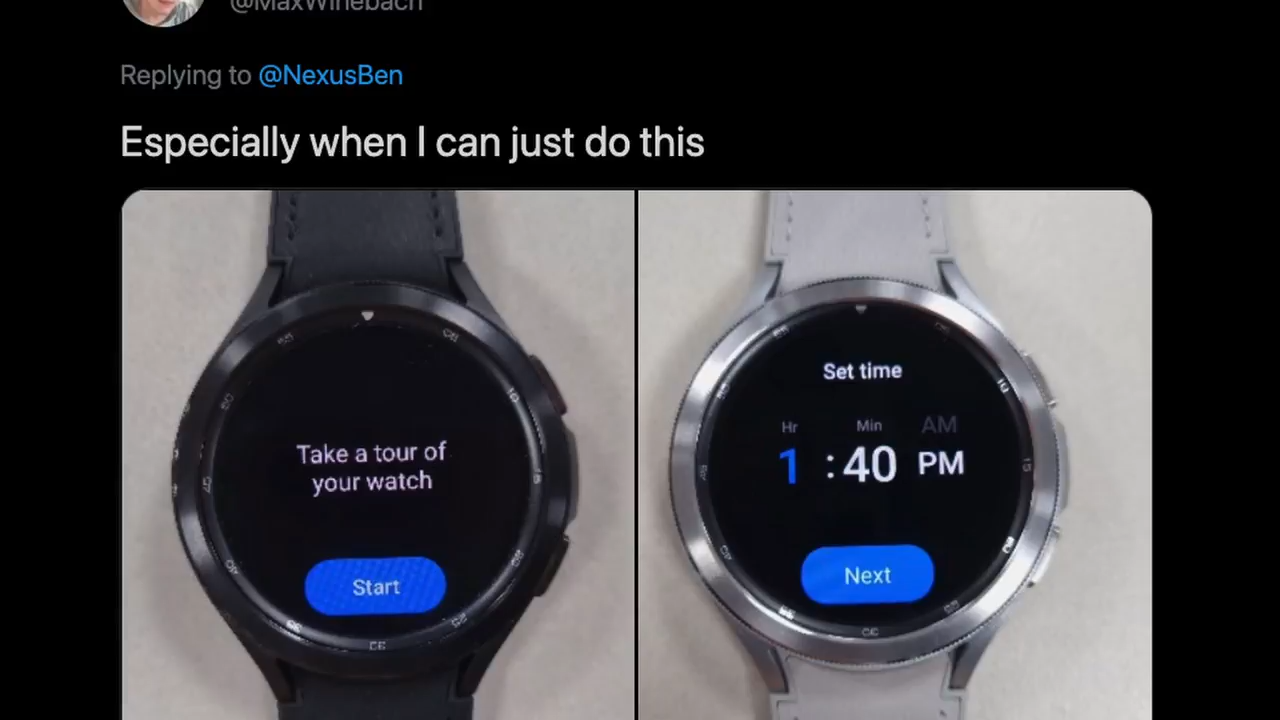 @MaxWinebach
Replying to @NexusBen
Especially when I can just do this
Take a tour of
your watch
Start
Set time
Hr Min AM
1 : 40 PM
Next